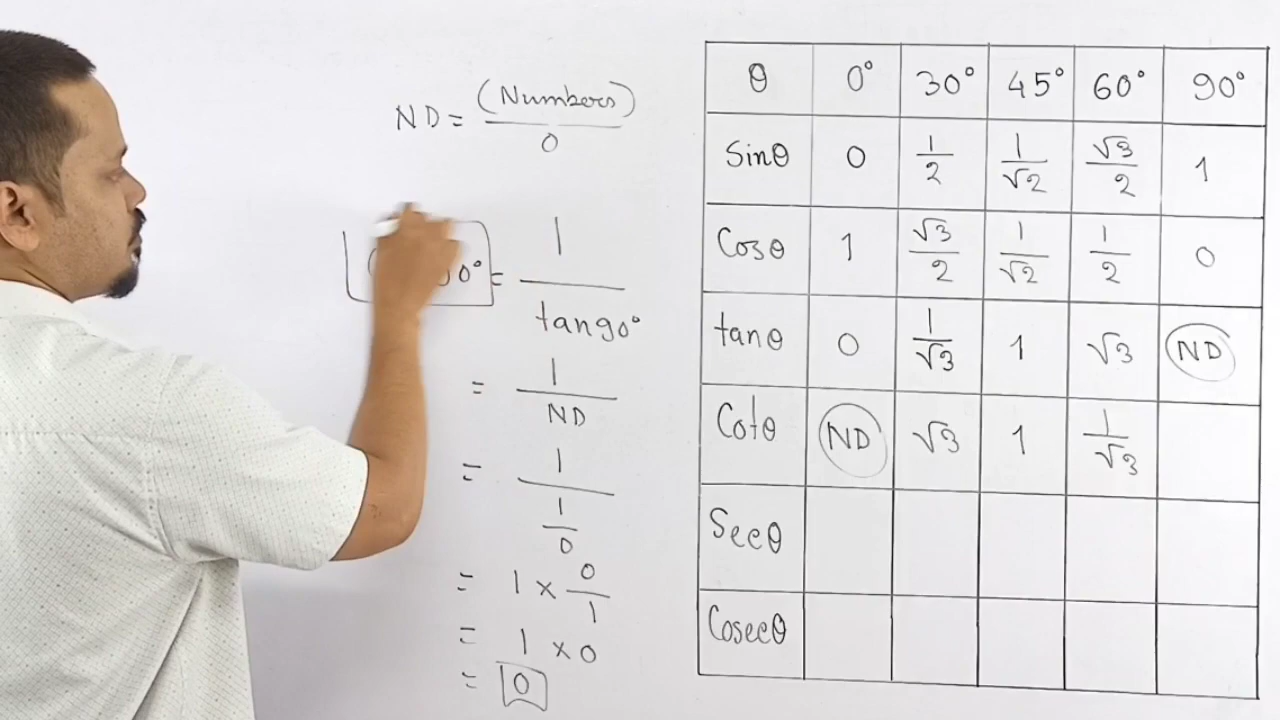 ND = (Numbers)
0
0° = 1
tan90°
= 1
ND
= 1
1
0
= 1 × 0
1
= 1 × 0
= 0
θ 0° 30° 45° 60° 90°
Sinθ 0 1/2 1/√2 √3/2 1
Cosθ 1 √3/2 1/√2 1/2 0
tanθ 0 1/√3 1 √3 ND
Cotθ ND √3 1 1/√3
Secθ
Cosecθ